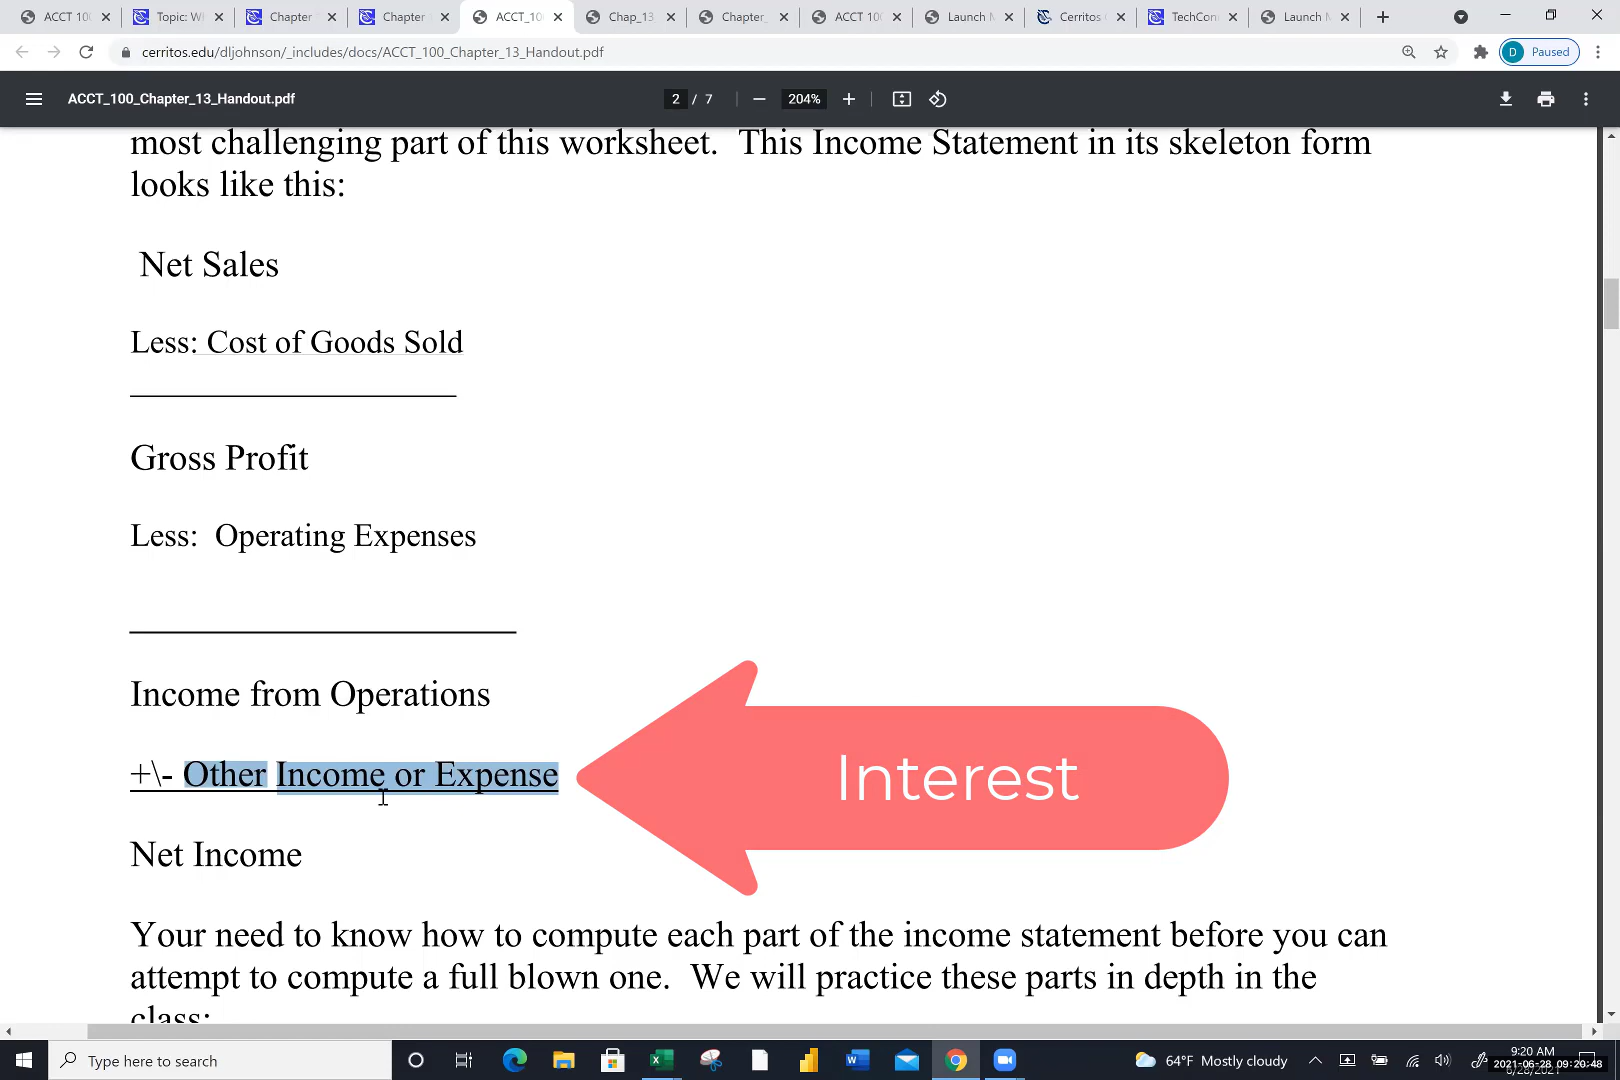 ACCT 10
Topic: W
Chapter
Chapter
ACCT_10
Chap_13
Chapter_
ACCT 10
Launch M
Cerritos
TechCon
Launch M
cerritos.edu/dljohnson/_includes/docs/ACCT_100_Chapter_13_Handout.pdf
D Paused
ACCT_100_Chapter_13_Handout.pdf
2 / 7
204%
most challenging part of this worksheet. This Income Statement in its skeleton form
looks like this:
Net Sales
Less: Cost of Goods Sold
Gross Profit
Less: Operating Expenses
Income from Operations
+\- Other Income or Expense
Interest
Net Income
Your need to know how to compute each part of the income statement before you can
attempt to compute a full blown one. We will practice these parts in depth in the
class:
Type here to search
64°F Mostly cloudy
9:20 AM
2021-06-28 09:20:48